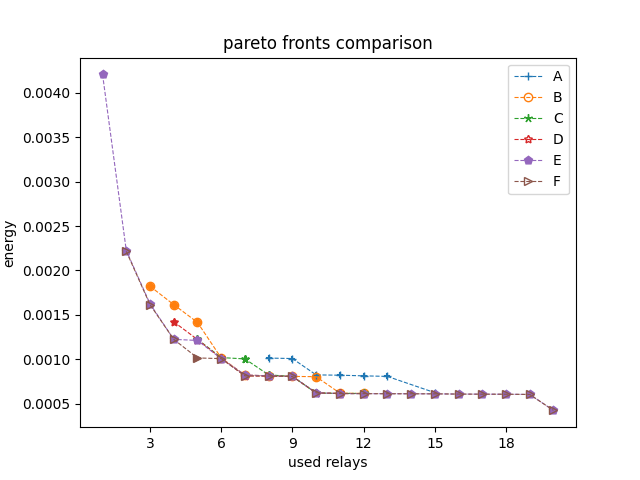 pareto fronts comparison
0.0040
0.0035
0.0030
0.0025
0.0020
0.0015
0.0010
0.0005
energy
3 6 9 12 15 18
used relays
A
B
C
D
E
F